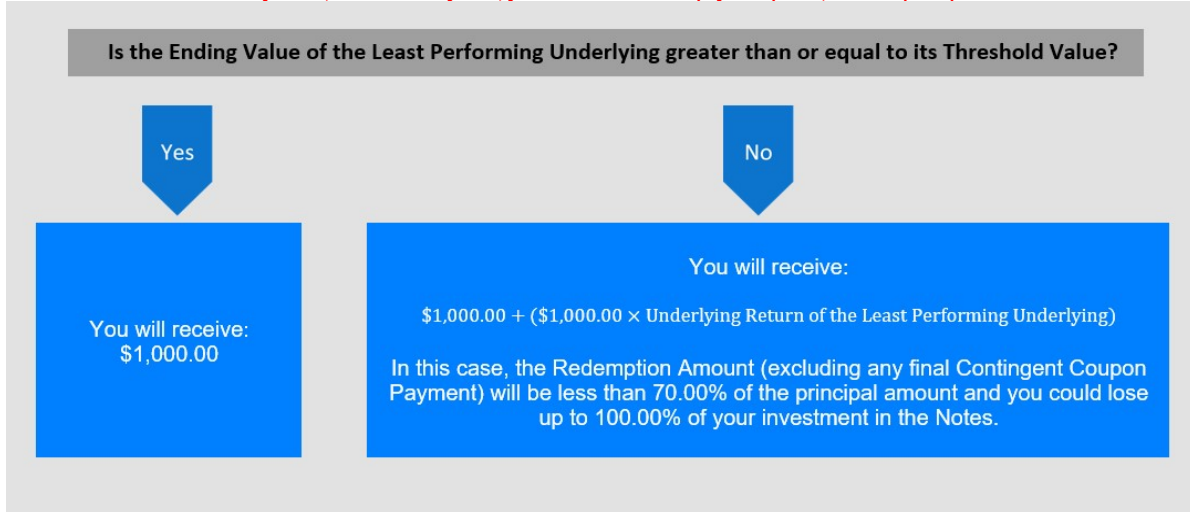 Is the Ending Value of the Least Performing Underlying greater than or equal to its Threshold Value?
Yes
No
You will receive:
$1,000.00
You will receive:
$1,000.00 + ($1,000.00 × Underlying Return of the Least Performing Underlying)
In this case, the Redemption Amount (excluding any final Contingent Coupon
Payment) will be less than 70.00% of the principal amount and you could lose
up to 100.00% of your investment in the Notes.